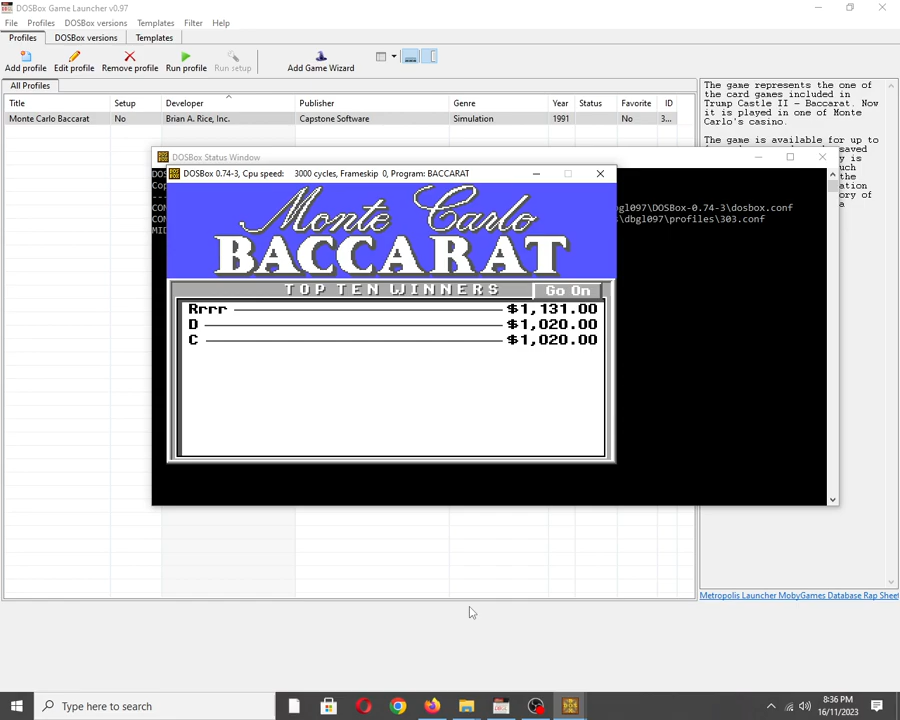 DOSBox Game Launcher v0.97
File Profiles DOSBox versions Templates Filter Help
Profiles DOSBox versions Templates
Add profile Edit profile Remove profile Run profile Run setup Add Game Wizard
All Profiles
Title Setup Developer Publisher Genre Year Status Favorite ID
Monte Carlo Baccarat No Brian A. Rice, Inc. Capstone Software Simulation 1991 No 3...
The game represents the one of
the card games included in
Trump Castle II - Baccarat. Now
it is played in one of Monte
Carlo's casino.
The game is available for up to
DOSBox Status Window
DOSBox 0.74-3, Cpu speed: 3000 cycles, Frameskip 0, Program: BACCARAT
bgl097\DOSBox-0.74-3\dosbox.conf
\dbgl097\profiles\303.conf
Monte Carlo
BACCARAT
TOP TEN WINNERS Go On
Rrrr $1,131.00
D $1,020.00
C $1,020.00
Metropolis Launcher MobyGames Database Rap Sheet
Type here to search
8:36 PM
16/11/2023